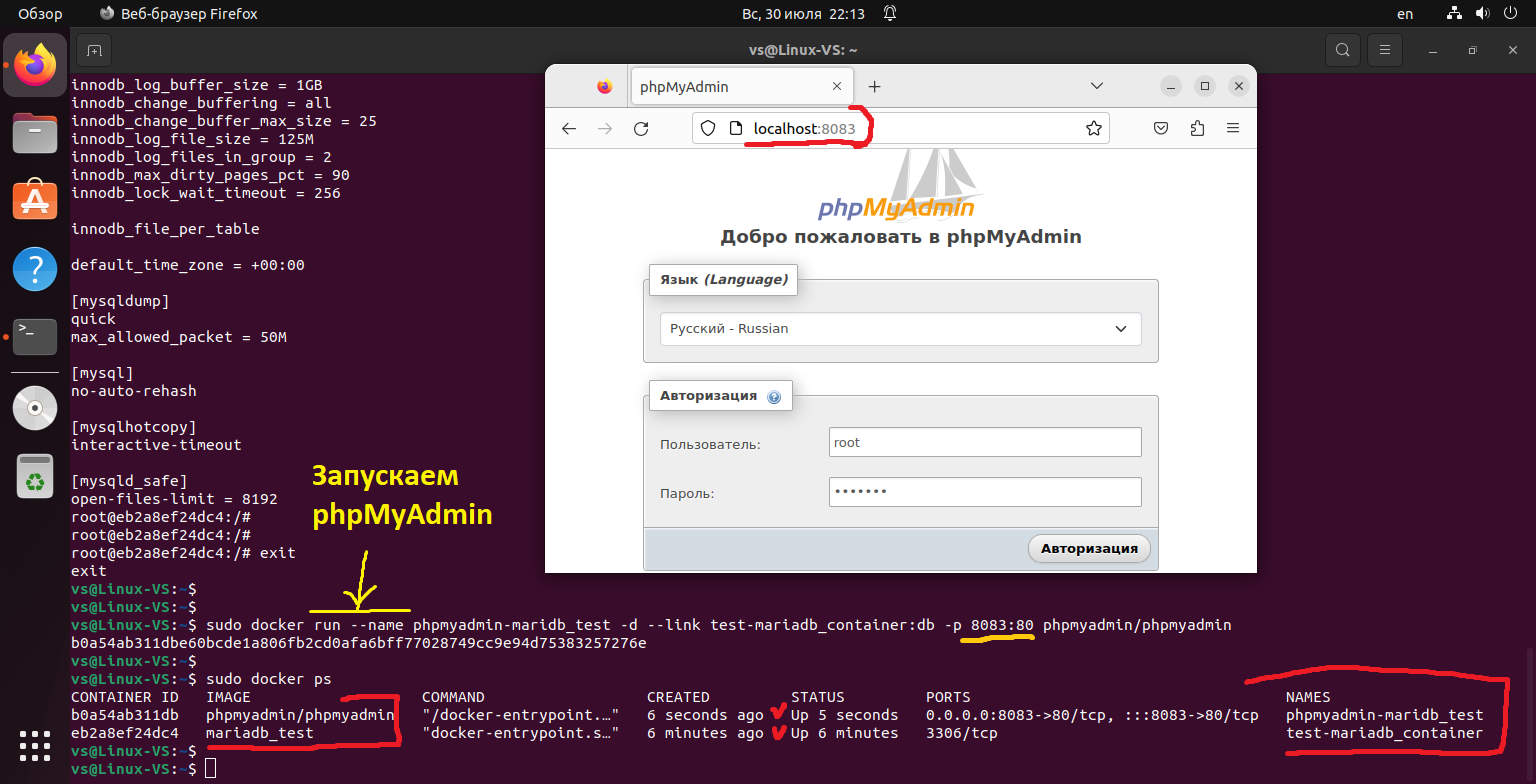 Обзор
Веб-браузер Firefox
Вс, 30 июля 22:13
en
vs@Linux-VS: ~
innodb_log_buffer_size = 1GB
innodb_change_buffering = all
innodb_change_buffer_max_size = 25
innodb_log_file_size = 125M
innodb_log_files_in_group = 2
innodb_max_dirty_pages_pct = 90
innodb_lock_wait_timeout = 256
innodb_file_per_table
default_time_zone = +00:00
[mysqldump]
quick
max_allowed_packet = 50M
[mysql]
no-auto-rehash
[mysqlhotcopy]
interactive-timeout
[mysqld_safe]
open-files-limit = 8192
root@eb2a8ef24dc4:/#
root@eb2a8ef24dc4:/#
root@eb2a8ef24dc4:/# exit
exit
vs@Linux-VS:~$
vs@Linux-VS:~$
vs@Linux-VS:~$ sudo docker run --name phpmyadmin-maridb_test -d --link test-mariadb_container:db -p 8083:80 phpmyadmin/phpmyadmin
b0a54ab311dbe60bcde1a806fb2cd0afa6bff77028749cc9e94d75383257276e
vs@Linux-VS:~$
vs@Linux-VS:~$ sudo docker ps
CONTAINER ID IMAGE COMMAND CREATED STATUS PORTS NAMES
b0a54ab311db phpmyadmin/phpmyadmin "/docker-entrypoint.…" 6 seconds ago Up 5 seconds 0.0.0.0:8083->80/tcp, :::8083->80/tcp phpmyadmin-maridb_test
eb2a8ef24dc4 mariadb_test "docker-entrypoint.s…" 6 minutes ago Up 6 minutes 3306/tcp test-mariadb_container
vs@Linux-VS:~$
vs@Linux-VS:~$
Запускаем
phpMyAdmin
phpMyAdmin
localhost:8083
phpMyAdmin
Добро пожаловать в phpMyAdmin
Язык (Language)
Русский - Russian
Авторизация
Пользователь:
root
Пароль:
•••••••
Авторизация